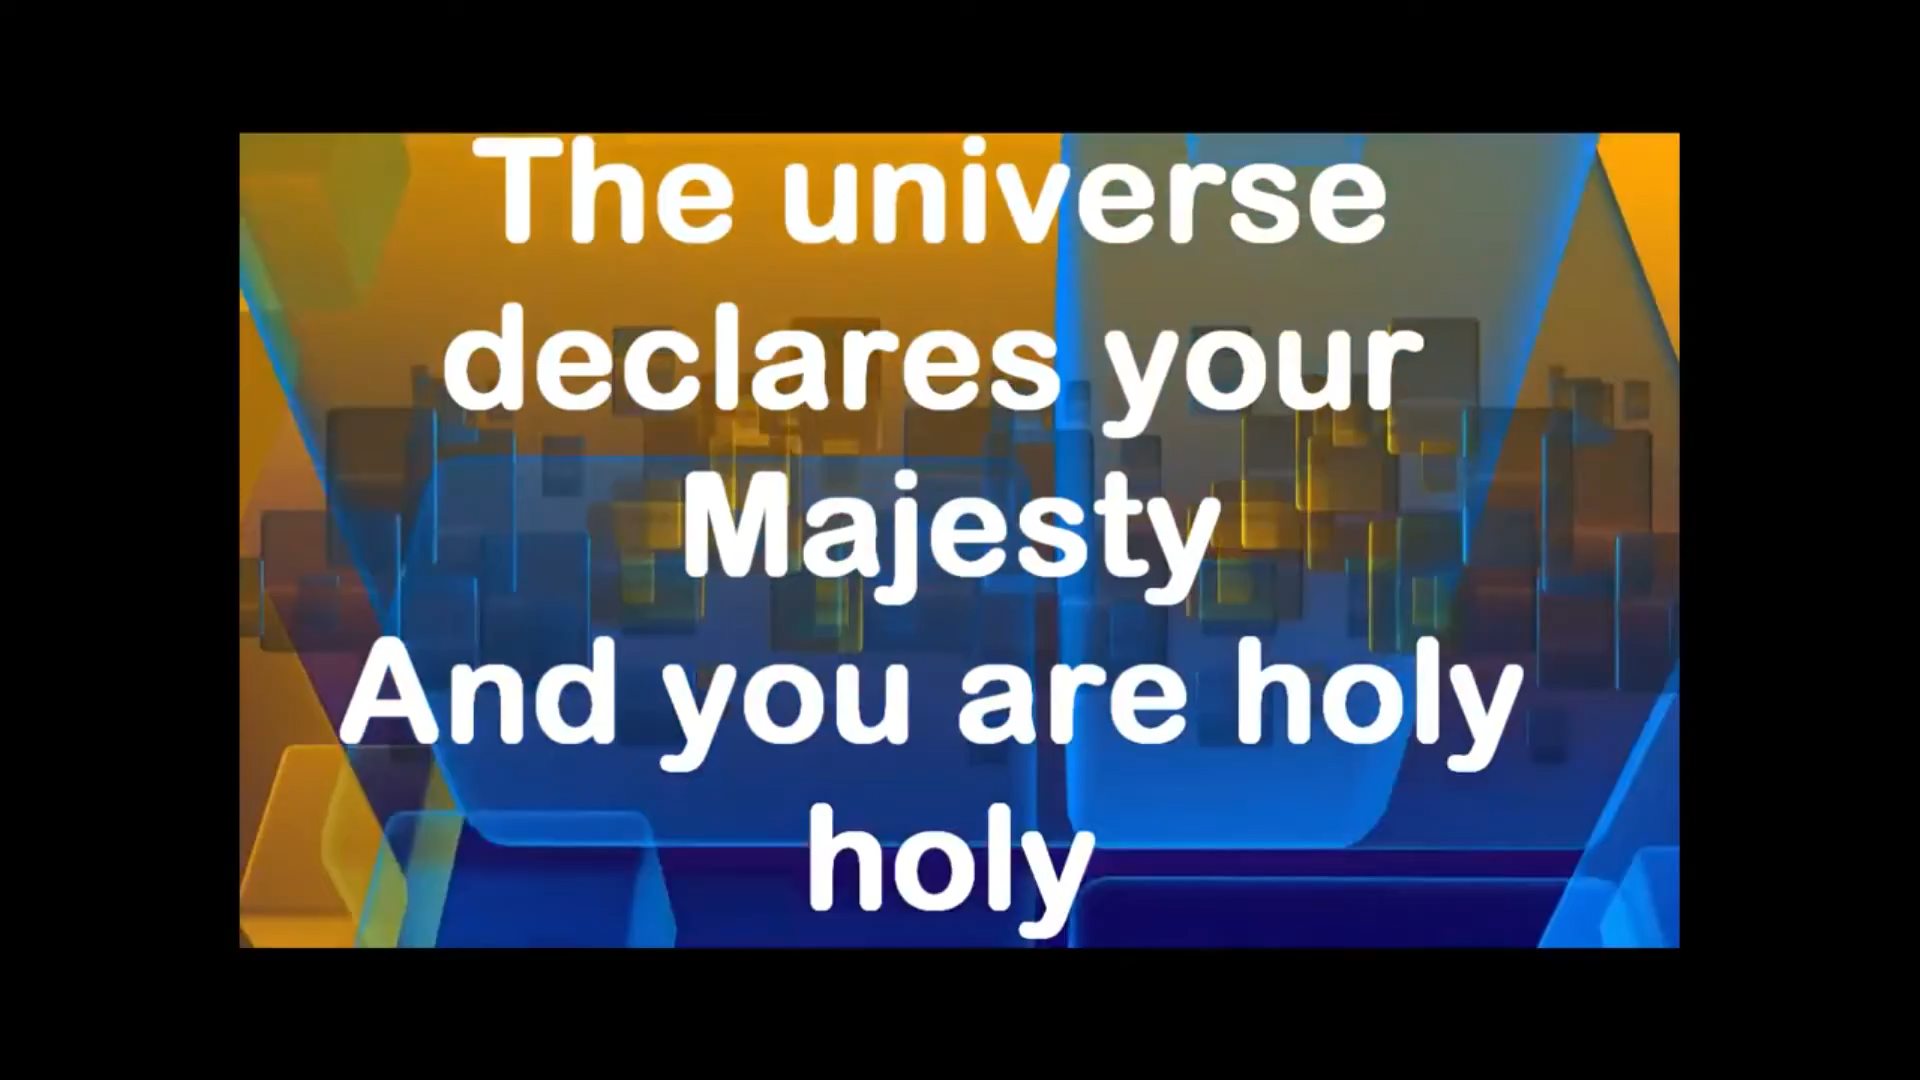 The universe
declares your
Majesty
And you are holy
holy